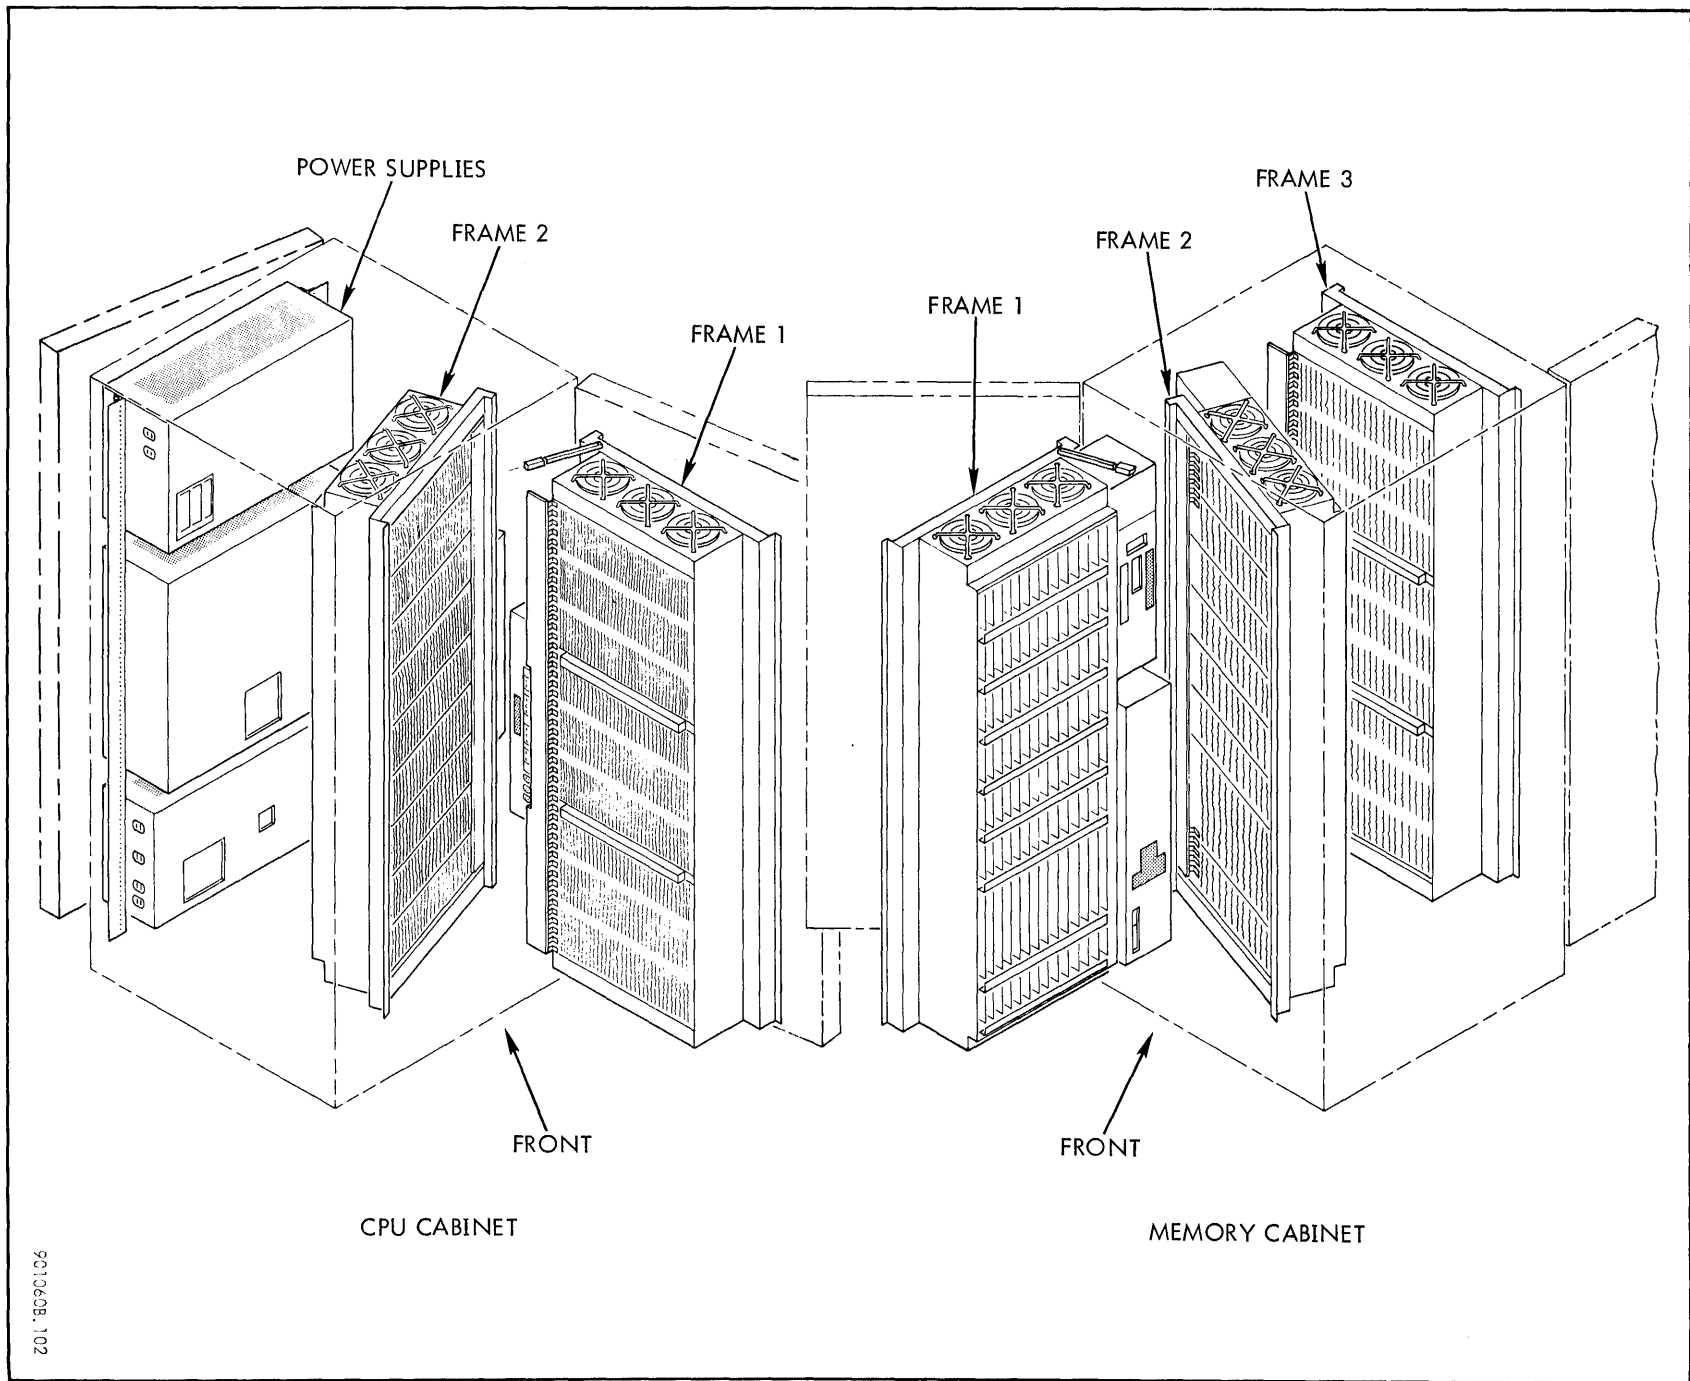 POWER SUPPLIES
FRAME 2
FRAME 1
FRAME 1
FRAME 2
FRAME 3
FRONT
FRONT
CPU CABINET
MEMORY CABINET
901060B. 102